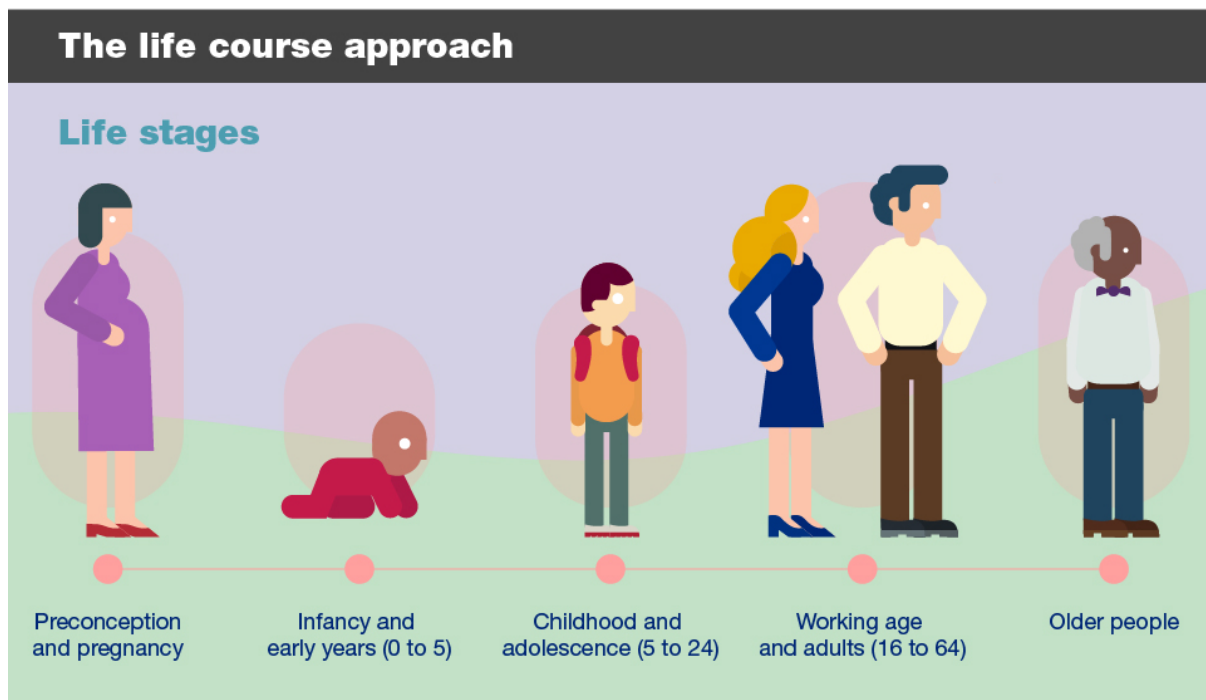 The life course approach
Life stages
Preconception
and pregnancy
Infancy and
early years (0 to 5)
Childhood and
adolescence (5 to 24)
Working age
and adults (16 to 64)
Older people